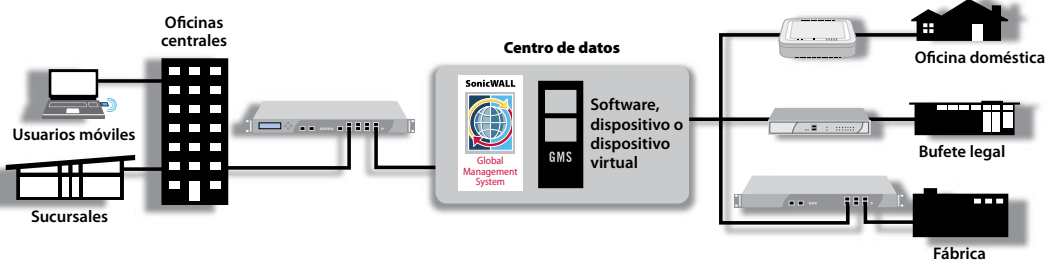 Oficinas
centrales
Usuarios móviles
Sucursales
Centro de datos
SonicWALL
Global
Management
System
GMS
Software,
dispositivo o
dispositivo
virtual
Oficina doméstica
Bufete legal
Fábrica